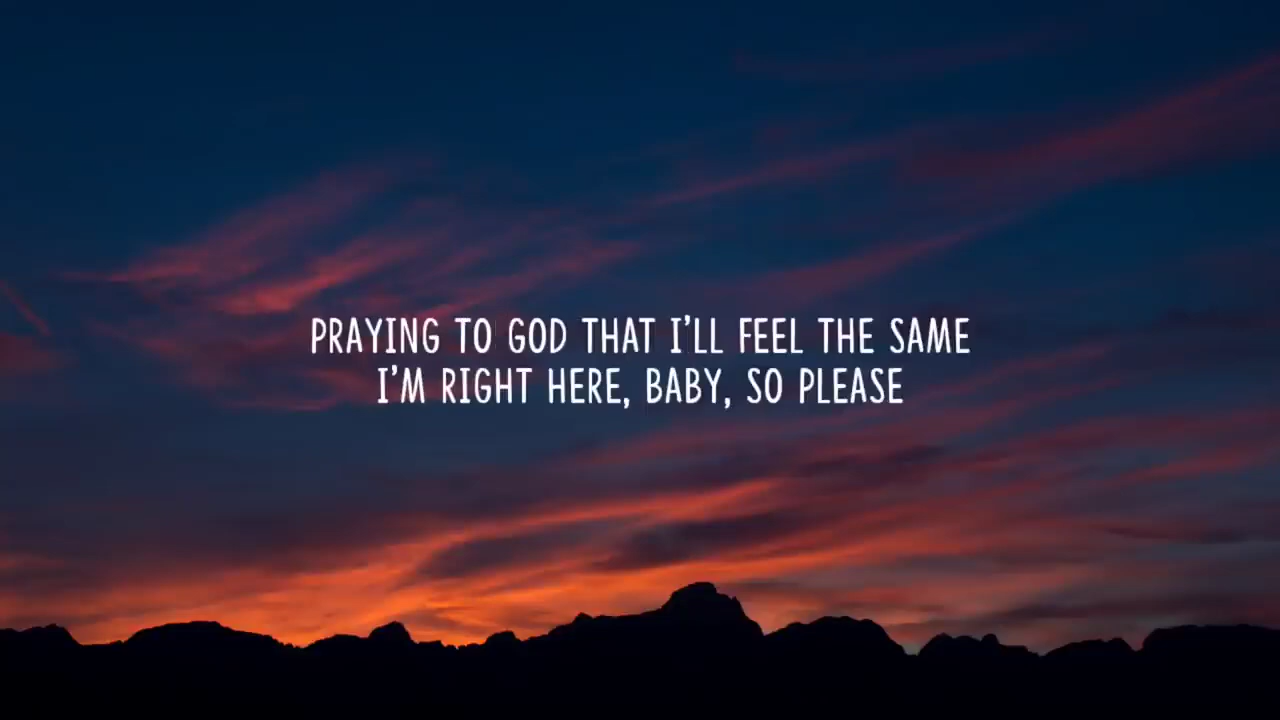 PRAYING TO GOD THAT I'LL FEEL THE SAME
I'M RIGHT HERE, BABY, SO PLEASE